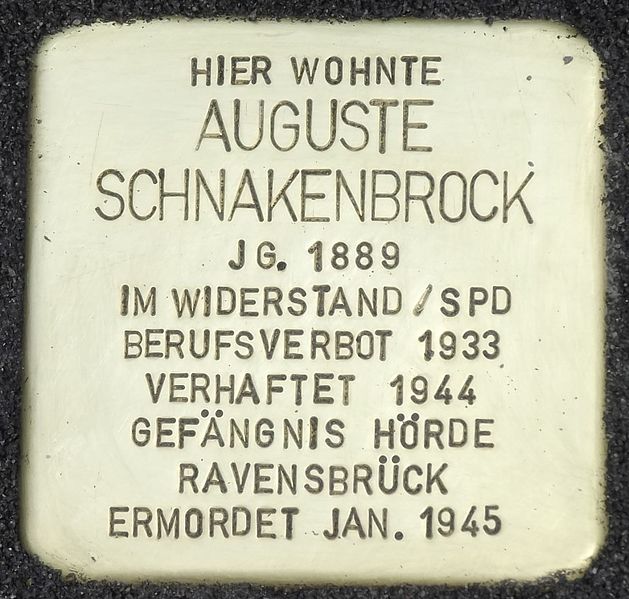 HIER WOHNTE
AUGUSTE
SCHNAKENBROCK
JG. 1889
IM WIDERSTAND / SPD
BERUFSVERBOT 1933
VERHAFTET 1944
GEFÄNGNIS HÖRDE
RAVENSBRÜCK
ERMORDET JAN. 1945